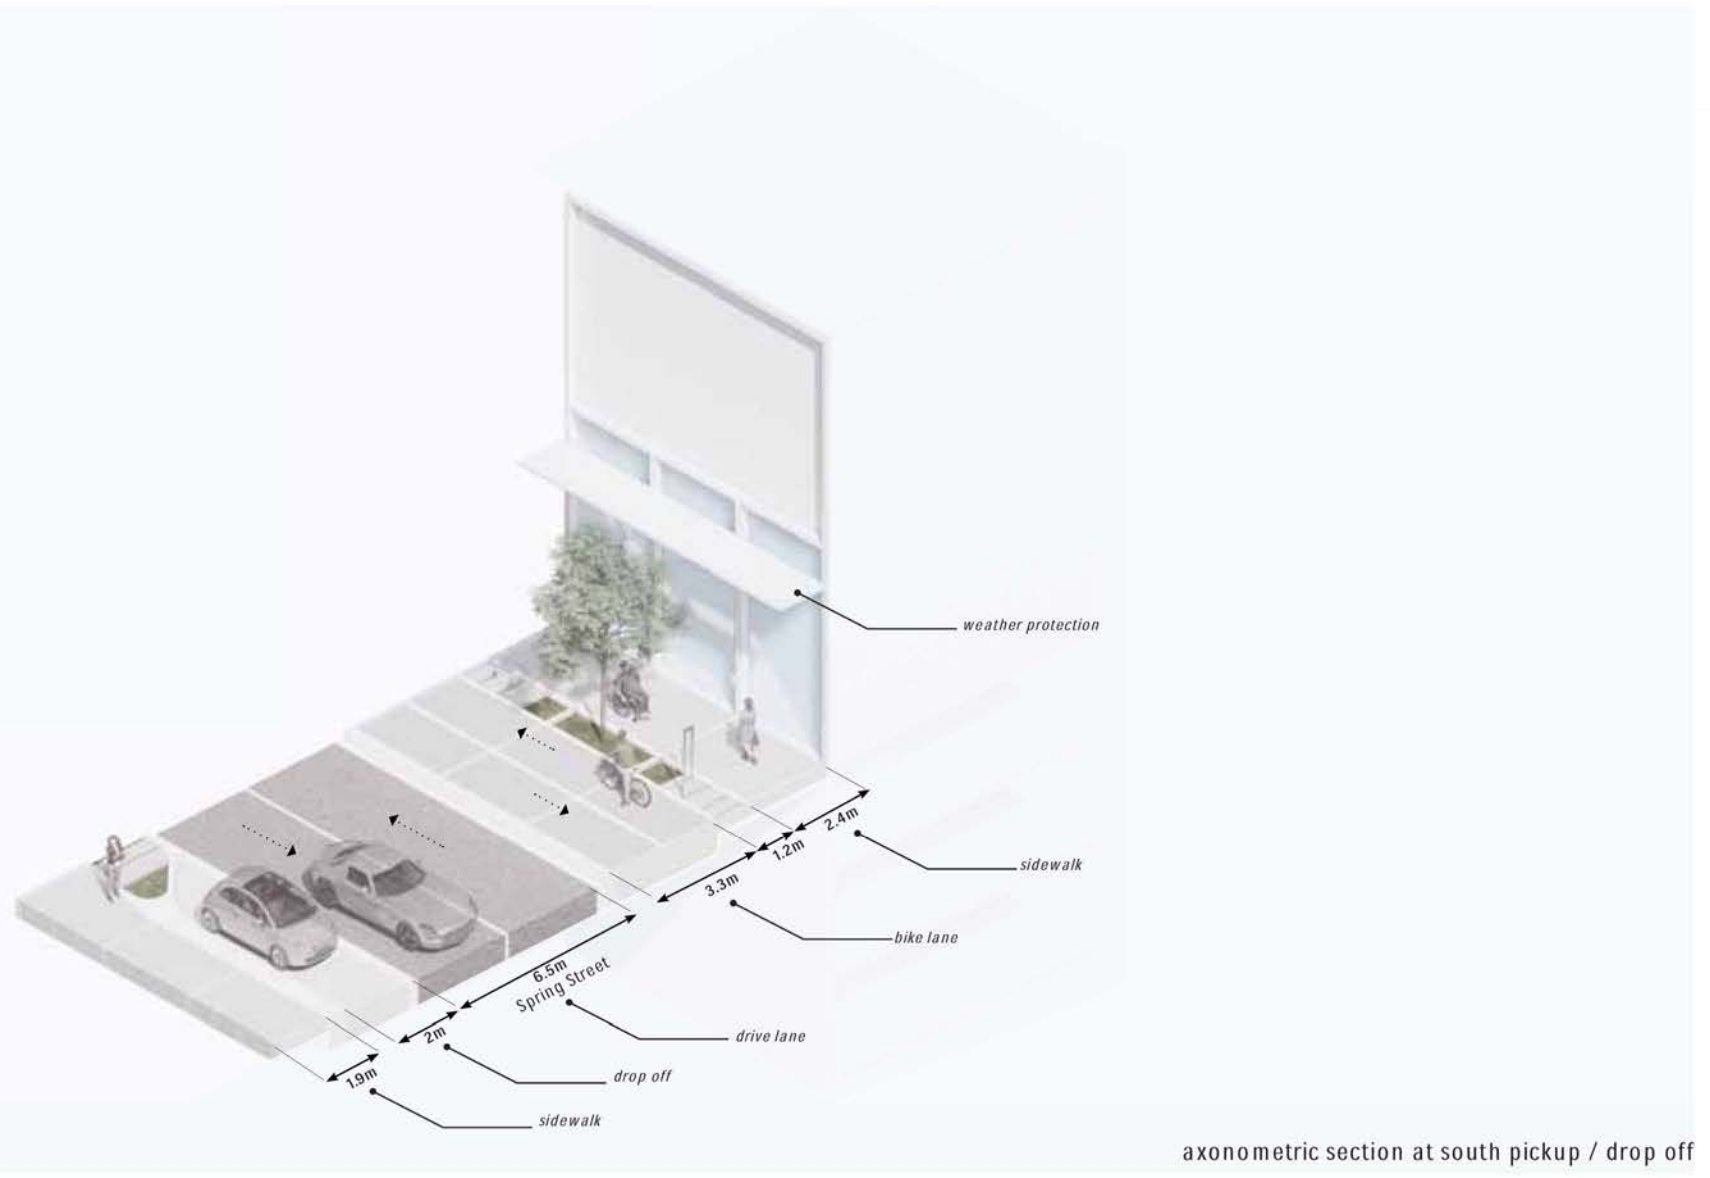 weather protection
2.4m
sidewalk
1.2m
3.3m
bike lane
6.5m
Spring Street
drive lane
2m
drop off
1.9m
sidewalk
axonometric section at south pickup / drop off